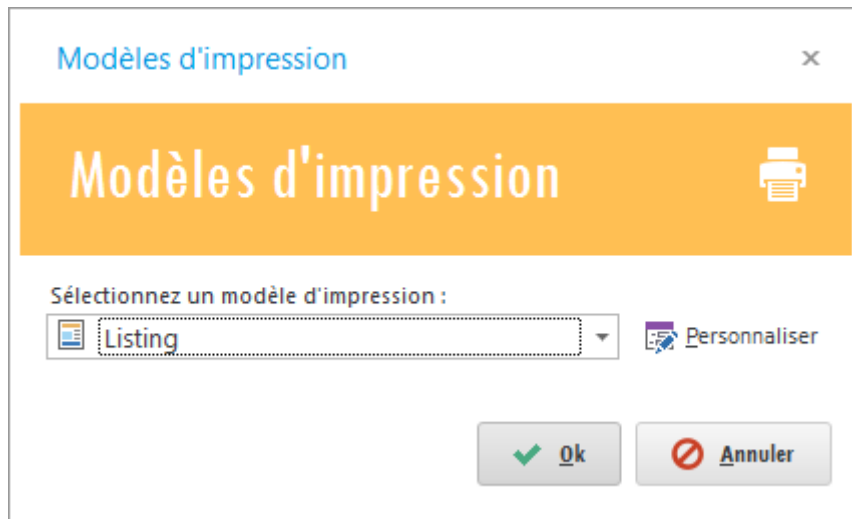 Modèles d'impression
Modèles d'impression
Sélectionnez un modèle d'impression :
Listing
Personnaliser
Ok
Annuler